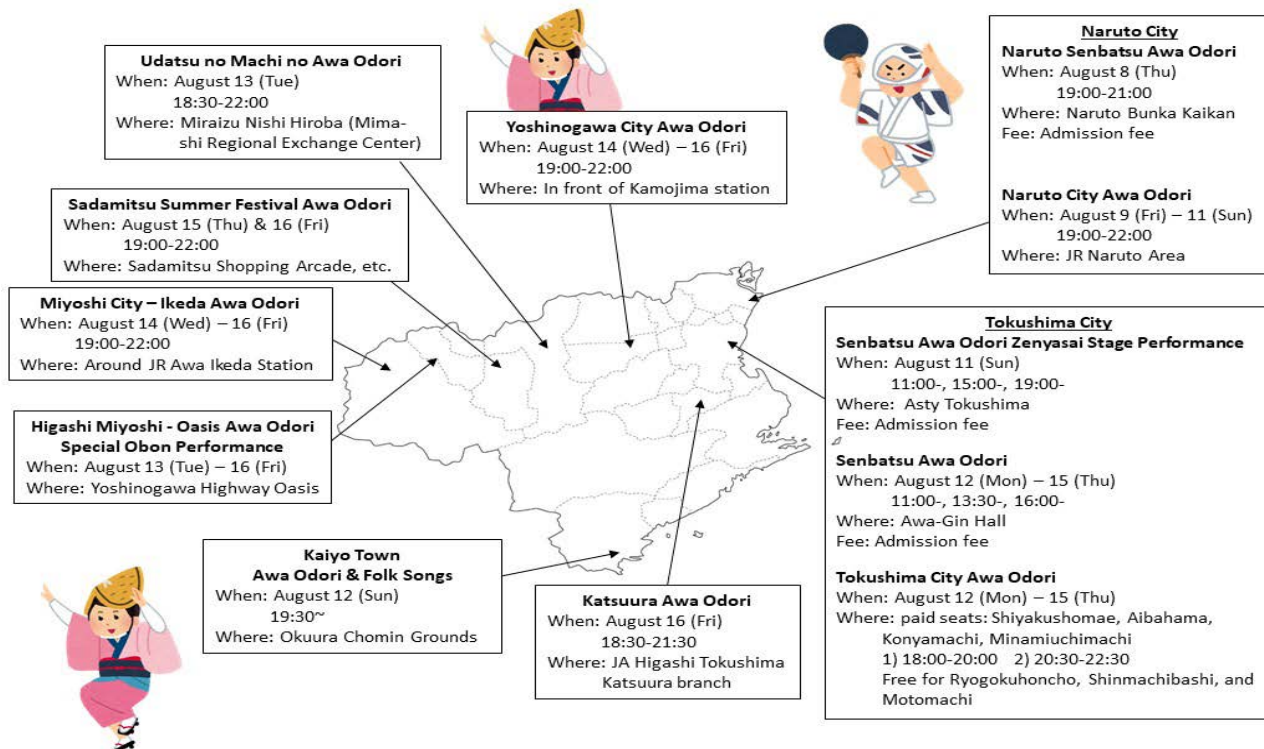 Udatsu no Machi no Awa Odori
When: August 13 (Tue)
18:30-22:00
Where: Miraizu Nishi Hiroba (Mima-
shi Regional Exchange Center)
Yoshinogawa City Awa Odori
When: August 14 (Wed) – 16 (Fri)
19:00-22:00
Where: In front of Kamojima station
Naruto City
Naruto Senbatsu Awa Odori
When: August 8 (Thu)
19:00-21:00
Where: Naruto Bunka Kaikan
Fee: Admission fee
Naruto City Awa Odori
When: August 9 (Fri) – 11 (Sun)
19:00-22:00
Where: JR Naruto Area
Sadamitsu Summer Festival Awa Odori
When: August 15 (Thu) & 16 (Fri)
19:00-22:00
Where: Sadamitsu Shopping Arcade, etc.
Miyoshi City – Ikeda Awa Odori
When: August 14 (Wed) – 16 (Fri)
19:00-22:00
Where: Around JR Awa Ikeda Station
Higashi Miyoshi - Oasis Awa Odori
Special Obon Performance
When: August 13 (Tue) – 16 (Fri)
Where: Yoshinogawa Highway Oasis
Tokushima City
Senbatsu Awa Odori Zenyasai Stage Performance
When: August 11 (Sun)
11:00-, 15:00-, 19:00-
Where: Asty Tokushima
Fee: Admission fee
Senbatsu Awa Odori
When: August 12 (Mon) – 15 (Thu)
11:00-, 13:30-, 16:00-
Where: Awa-Gin Hall
Fee: Admission fee
Tokushima City Awa Odori
When: August 12 (Mon) – 15 (Thu)
Where: paid seats: Shiyakushomae, Aibahama,
Konyamachi, Minamiuchimachi
1) 18:00-20:00 2) 20:30-22:30
Free for Ryogokuhoncho, Shinmachibashi, and
Motomachi
Kaiyo Town
Awa Odori & Folk Songs
When: August 12 (Sun)
19:30~
Where: Okuura Chomin Grounds
Katsuura Awa Odori
When: August 16 (Fri)
18:30-21:30
Where: JA Higashi Tokushima
Katsuura branch